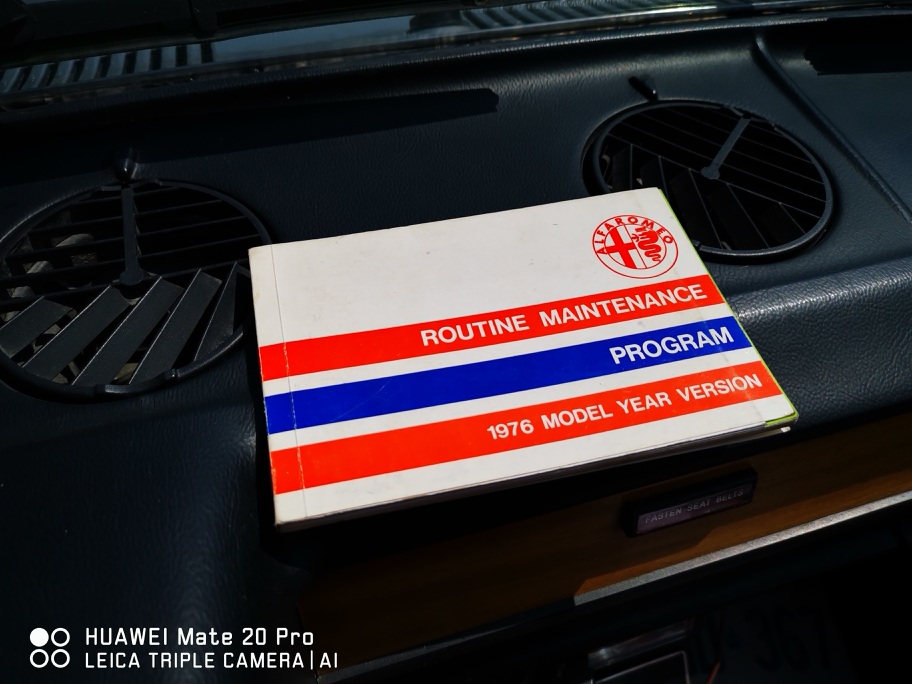 ALFA ROMEO
ROUTINE MAINTENANCE
PROGRAM
1976 MODEL YEAR VERSION
FASTEN SEAT BELTS
HUAWEI Mate 20 Pro
LEICA TRIPLE CAMERA | AI